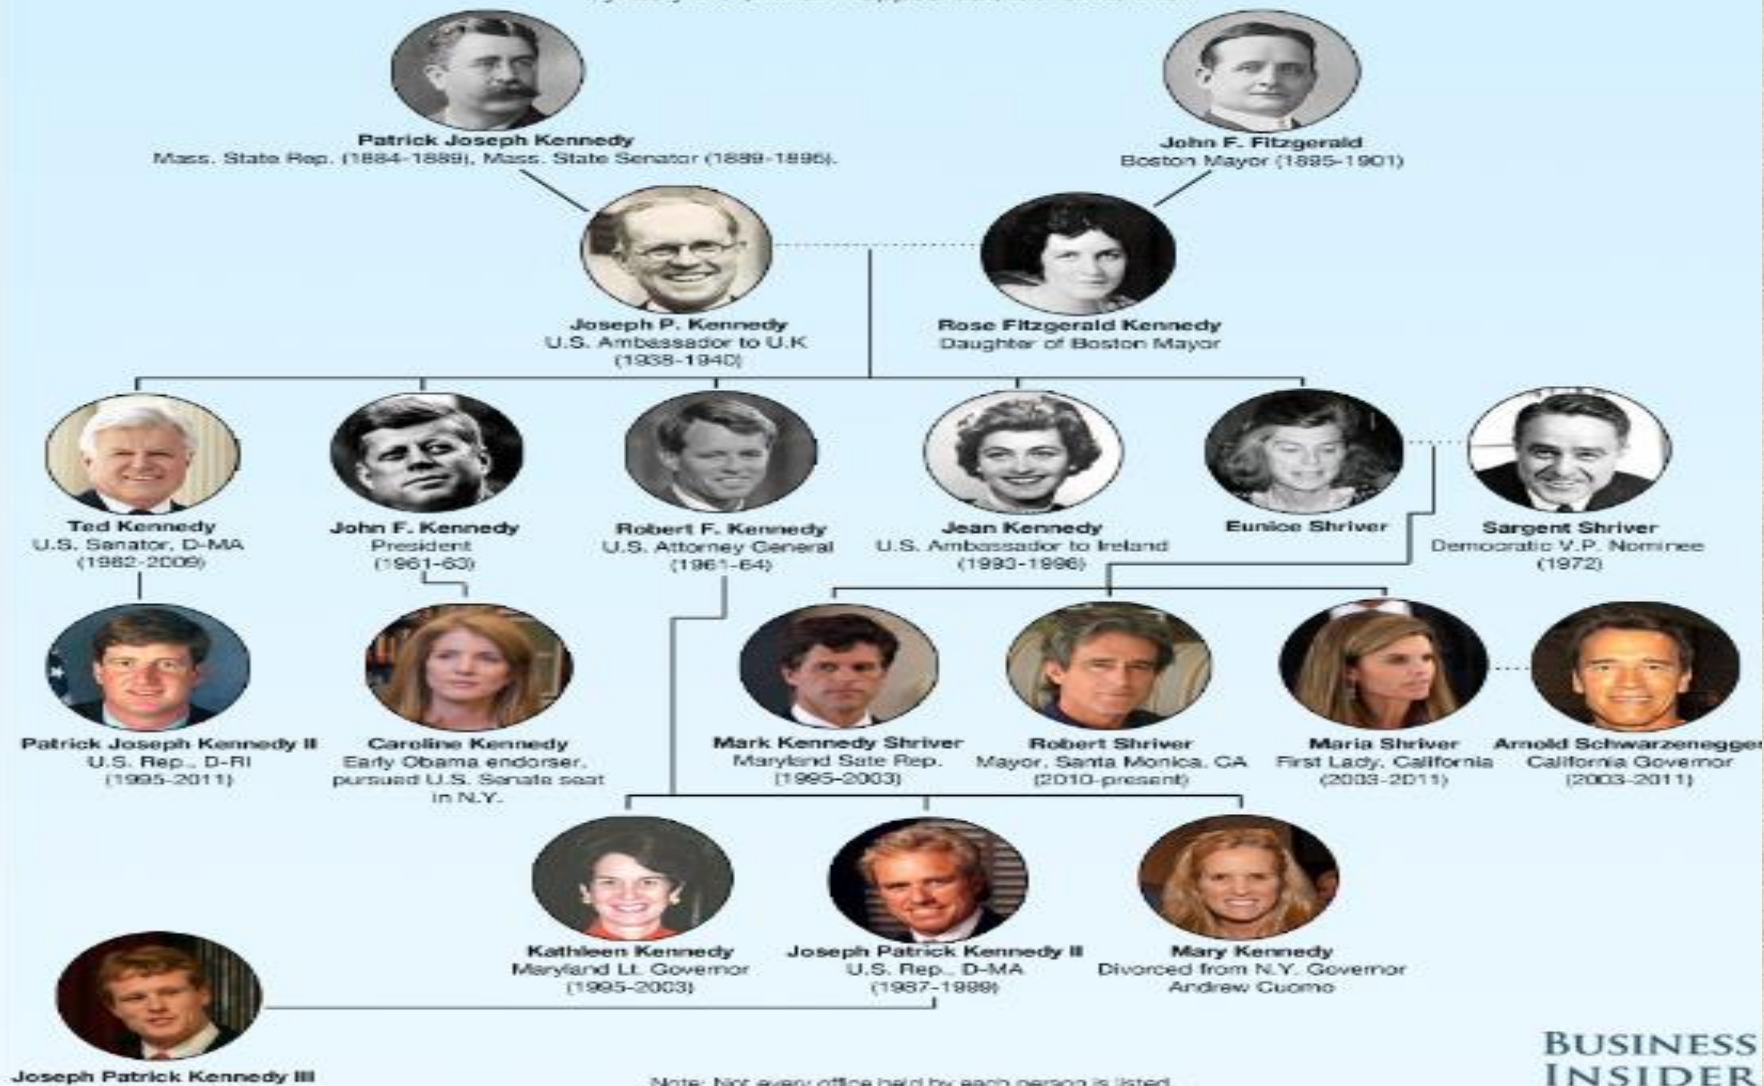 Patrick Joseph Kennedy
Mass. State Rep. (1884-1889), Mass. State Senator (1889-1895).
John F. Fitzgerald
Boston Mayor (1895-1901)
Joseph P. Kennedy
U.S. Ambassador to U.K
(1938-1940)
Rose Fitzgerald Kennedy
Daughter of Boston Mayor
Ted Kennedy
U.S. Senator, D-MA
(1962-2009)
John F. Kennedy
President
(1961-63)
Robert F. Kennedy
U.S. Attorney General
(1961-64)
Jean Kennedy
U.S. Ambassador to Ireland
(1993-1998)
Eunice Shriver
Sargent Shriver
Democratic V.P. Nominee
(1972)
Patrick Joseph Kennedy II
U.S. Rep., D-RI
(1995-2011)
Caroline Kennedy
Early Obama endorser,
pursued U.S. Senate seat
in N.Y.
Mark Kennedy Shriver
Maryland Sate Rep.
(1995-2003)
Robert Shriver
Mayor, Santa Monica, CA
(2010-present)
Maria Shriver
First Lady, California
(2003-2011)
Arnold Schwarzenegger
California Governor
(2003-2011)
Kathleen Kennedy
Maryland Lt. Governor
(1995-2003)
Joseph Patrick Kennedy II
U.S. Rep., D-MA
(1987-1999)
Mary Kennedy
Divorced from N.Y. Governor
Andrew Cuomo
Joseph Patrick Kennedy III
Note: Not every office held by each person is listed
BUSINESS
INSIDER